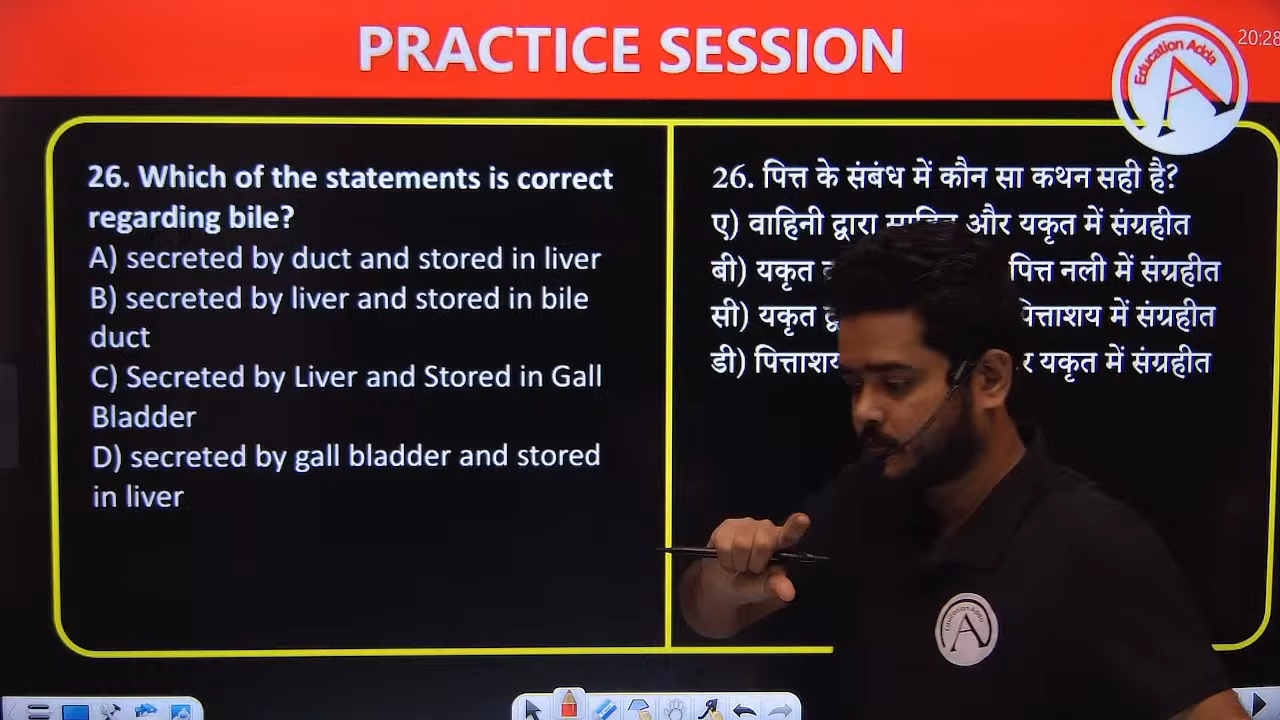 PRACTICE SESSION
Education Adda
A
20:28
26. Which of the statements is correct
regarding bile?
A) secreted by duct and stored in liver
B) secreted by liver and stored in bile
duct
C) Secreted by Liver and Stored in Gall
Bladder
D) secreted by gall bladder and stored
in liver
26. पित्त के संबंध में कौन सा कथन सही है?
ए) वाहिनी द्वारा और यकृत में संग्रहीत
बी) यकृत पित्त नली में संग्रहीत
सी) यकृत में संग्रहीत
डी) यकृत में संग्रहीत
Education Adda
A